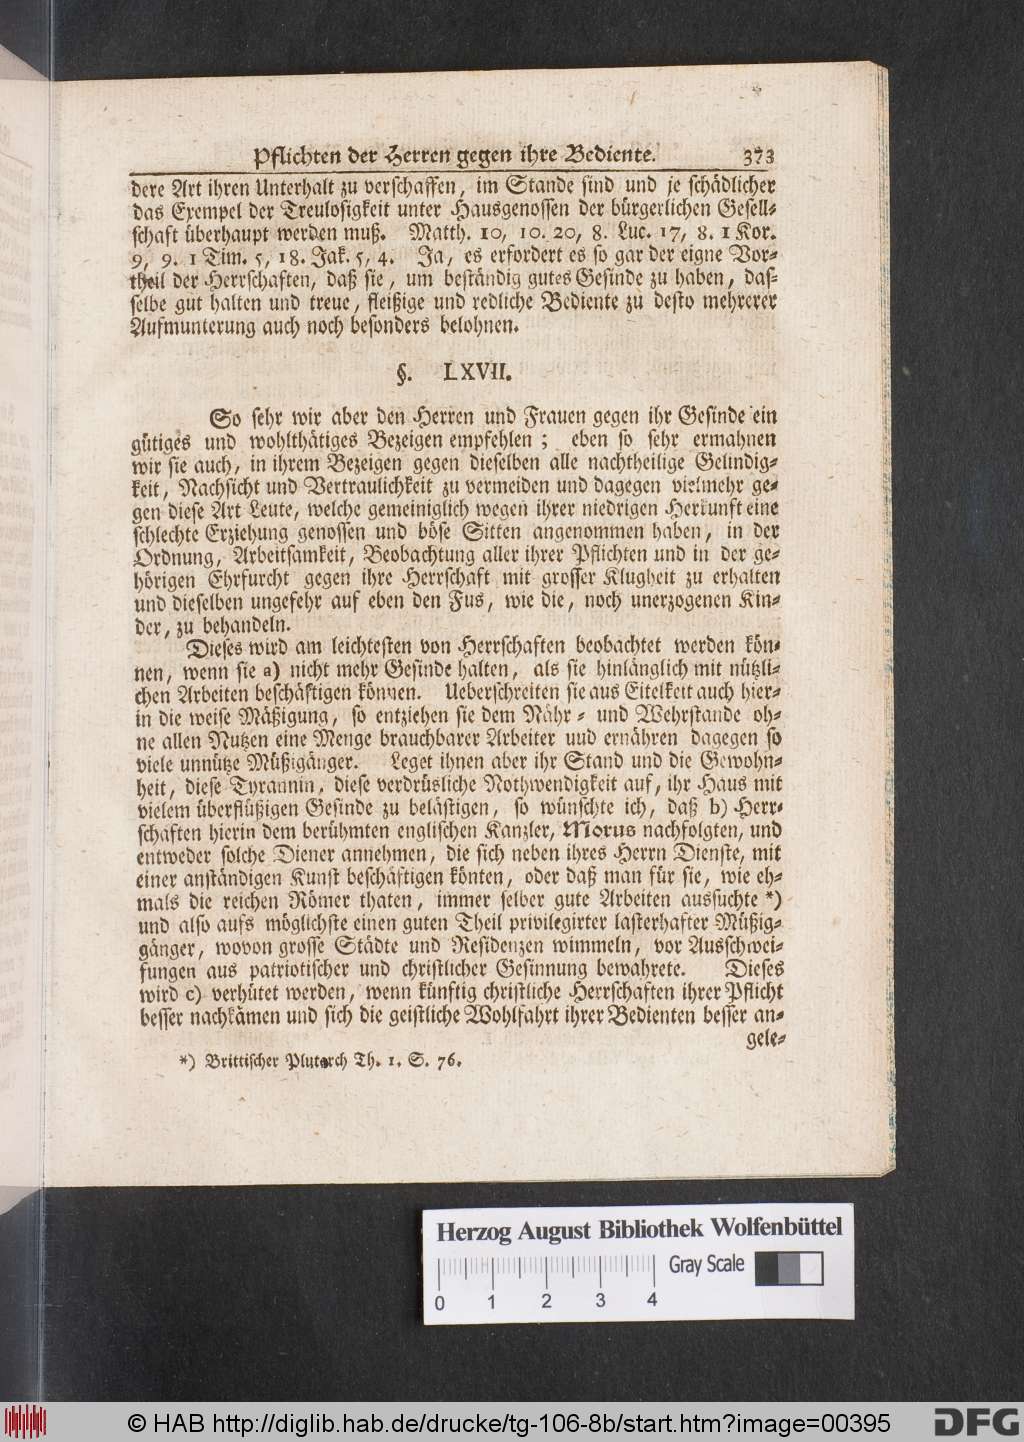 Pflichten der Herren gegen ihre Bediente. 373
dere Art ihren Unterhalt zu verschaffen, im Stande sind und je schädlicher
das Exempel der Treulosigkeit unter Hausgenossen der bürgerlichen Gesell-
schaft überhaupt werden muß. Matth. 10, 10. 20, 8. Luc. 17, 8. 1 Kor.
9, 9. 1 Tim. 5, 18. Jak. 5, 4. Ja, es erfordert es so gar der eigne Vor-
theil der Herrschaften, daß sie, um beständig gutes Gesinde zu haben, das-
selbe gut halten und treue, fleißige und redliche Bediente zu desto mehrerer
Aufmunterung auch noch besonders belohnen.
§. LXVII.
So sehr wir aber den Herren und Frauen gegen ihr Gesinde ein
gütiges und wohlthätiges Bezeigen empfehlen; eben so sehr ermahnen
wir sie auch, in ihrem Bezeigen gegen dieselben alle nachtheilige Gelindig-
keit, Nachsicht und Vertraulichkeit zu vermeiden und dagegen vielmehr ge-
gen diese Art Leute, welche gemeiniglich wegen ihrer niedrigen Herkunft eine
schlechte Erziehung genossen und böse Sitten angenommen haben, in der
Ordnung, Arbeitsamkeit, Beobachtung aller ihrer Pflichten und in der ge-
hörigen Ehrfurcht gegen ihre Herrschaft mit grosser Klugheit zu erhalten
und dieselben ungefehr auf eben den Fus, wie die, noch unerzogenen Kin-
der, zu behandeln.
Dieses wird am leichtesten von Herrschaften beobachtet werden kön-
nen, wenn sie a) nicht mehr Gesinde halten, als sie hinlänglich mit nützli-
chen Arbeiten beschäftigen können. Ueberschreiten sie aus Eitelkeit auch hier-
in die weise Mäßigung, so entziehen sie dem Nähr- und Wehrstande oh-
ne allen Nutzen eine Menge brauchbarer Arbeiter uud ernähren dagegen so
viele unnütze Müßigänger. Leget ihnen aber ihr Stand und die Gewohn-
heit, diese Tyrannin, diese verdrüsliche Nothwendigkeit auf, ihr Haus mit
vielem überflüßigen Gesinde zu belästigen, so wünschte ich, daß b) Herr-
schaften hierin dem berühmten englischen Kanzler, Morus nachfolgten, und
entweder solche Diener annehmen, die sich neben ihres Herrn Dienste, mit
einer anständigen Kunst beschäftigen könten, oder daß man für sie, wie eh-
mals die reichen Römer thaten, immer selber gute Arbeiten aussuchte *)
und also aufs möglichste einen guten Theil privilegirter lasterhafter Müßig-
gänger, wovon grosse Städte und Residenzen wimmeln, vor Ausschwei-
fungen aus patriotischer und christlicher Gesinnung bewahrete. Dieses
wird c) verhütet werden, wenn künftig christliche Herrschaften ihrer Pflicht
besser nachkämen und sich die geistliche Wohlfahrt ihrer Bedienten besser an-
gele-
*) Brittischer Plutarch Th. 1. S. 76.
Herzog August Bibliothek Wolfenbüttel
Gray Scale
0 1 2 3 4
© HAB http://diglib.hab.de/drucke/tg-106-8b/start.htm?image=00395
DFG